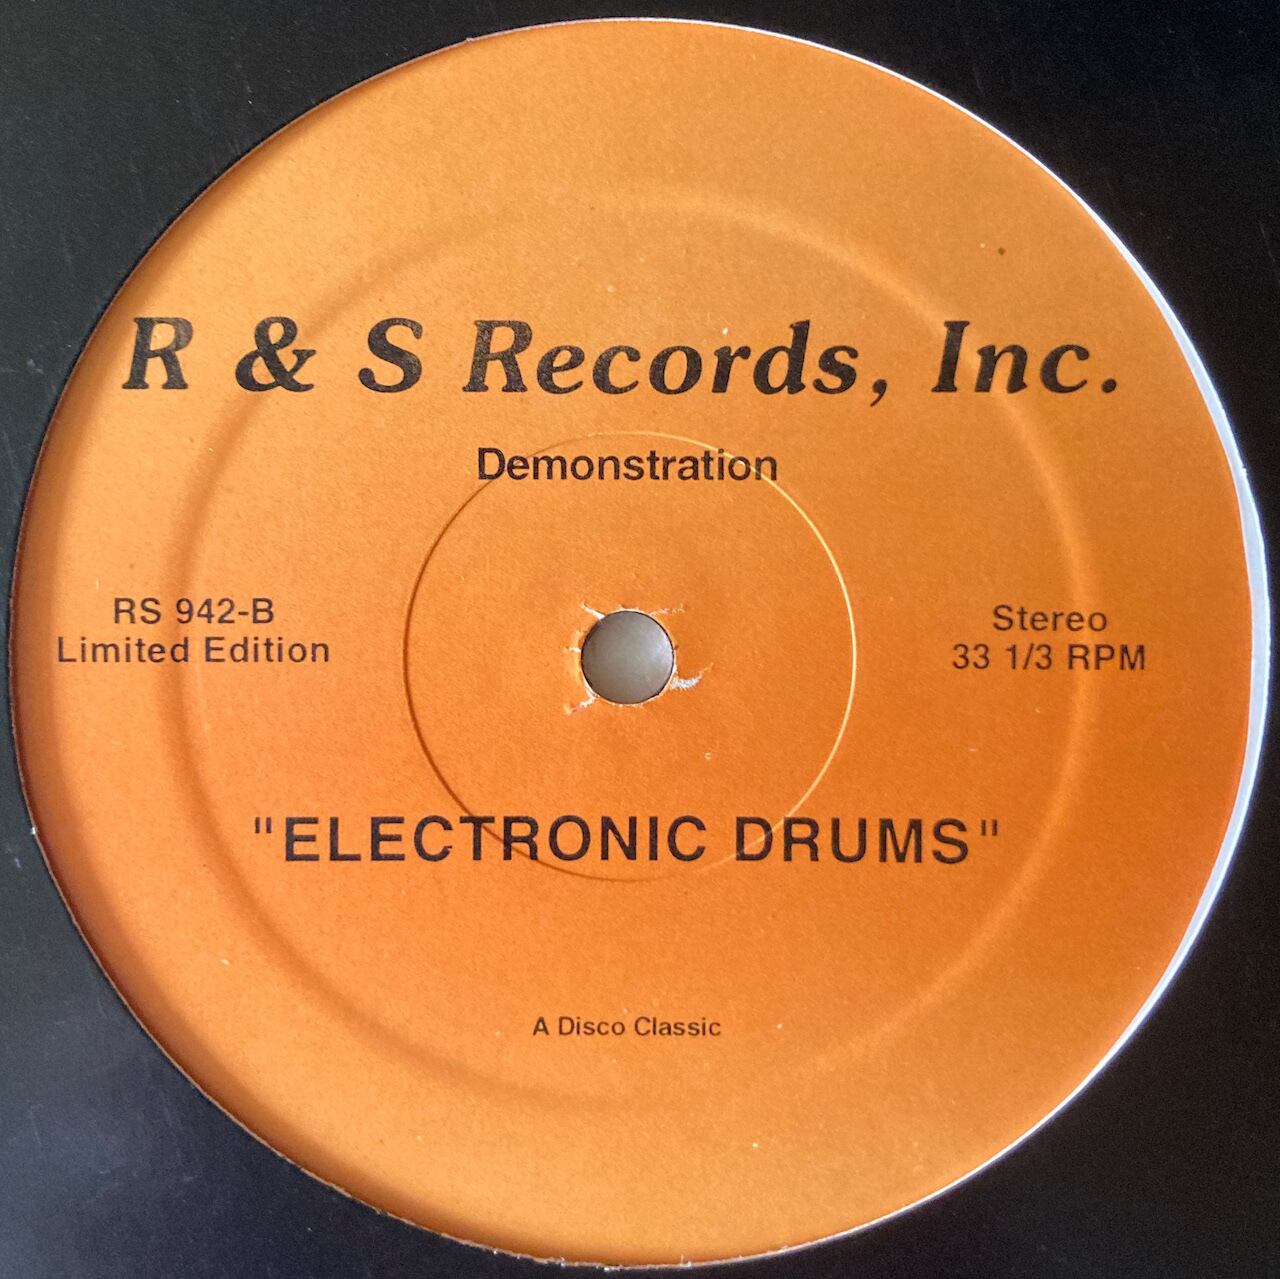 R & S Records, Inc.
Demonstration
RS 942-B
Limited Edition
Stereo
33 1/3 RPM
"ELECTRONIC DRUMS"
A Disco Classic